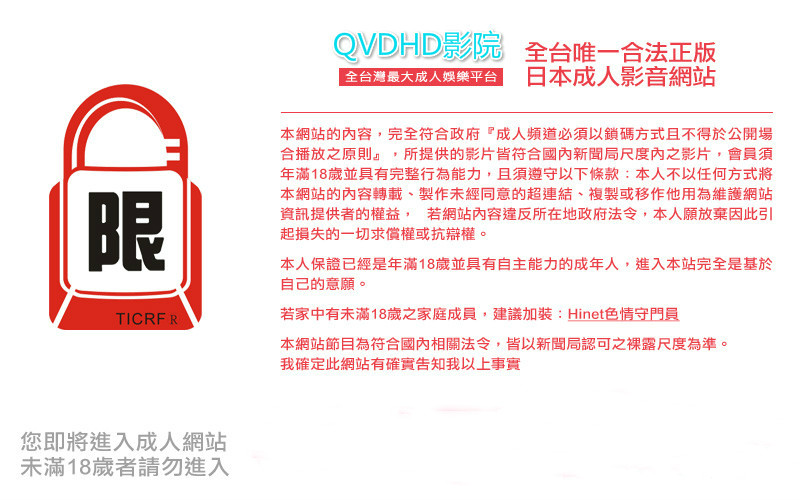 QVDHD影院
全台灣最大成人娛樂平台
全台唯一合法正版
日本成人影音網站
本網站的內容，完全符合政府『成人頻道必須以鎖碼方式且不得於公開場
合播放之原則』，所提供的影片皆符合國內新聞局尺度內之影片，會員須
年滿18歲並具有完整行為能力，且須遵守以下條款：本人不以任何方式將
本網站的內容轉載、製作未經同意的超連結、複製或移作他用為維護網站
資訊提供者的權益， 若網站內容違反所在地政府法令，本人願放棄因此引
起損失的一切求償權或抗辯權。
本人保證已經是年滿18歲並具有自主能力的成年人，進入本站完全是基於
自己的意願。
若家中有未滿18歲之家庭成員，建議加裝：Hinet色情守門員
本網站節目為符合國內相關法令，皆以新聞局認可之裸露尺度為準。
我確定此網站有確實告知我以上事實
限
TICRF R
您即將進入成人網站
未滿18歲者請勿進入